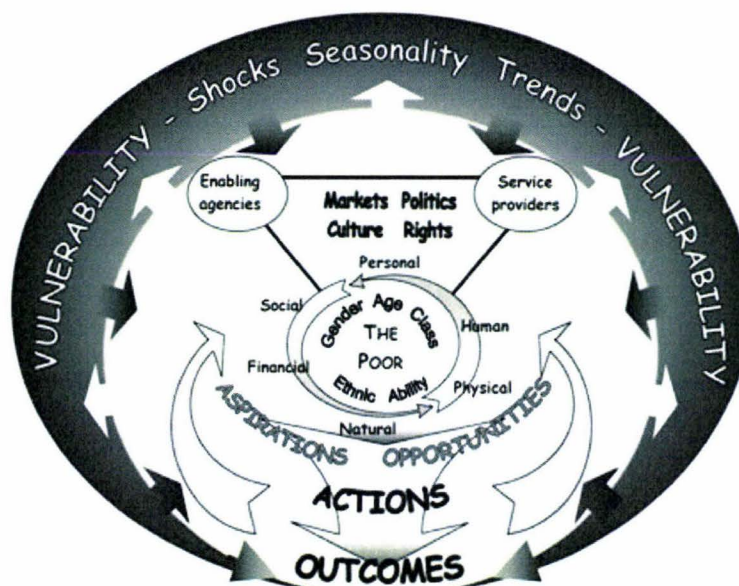 VULNERABILITY - Shocks Seasonality Trends - VULNERABILITY
Enabling
agencies
Service
providers
Markets Politics
Culture Rights
Personal
Social
Human
Financial
Physical
Natural
Gender Age Class
THE
POOR
Ethnic Ability
ASPIRATIONS OPPORTUNITIES
ACTIONS
OUTCOMES